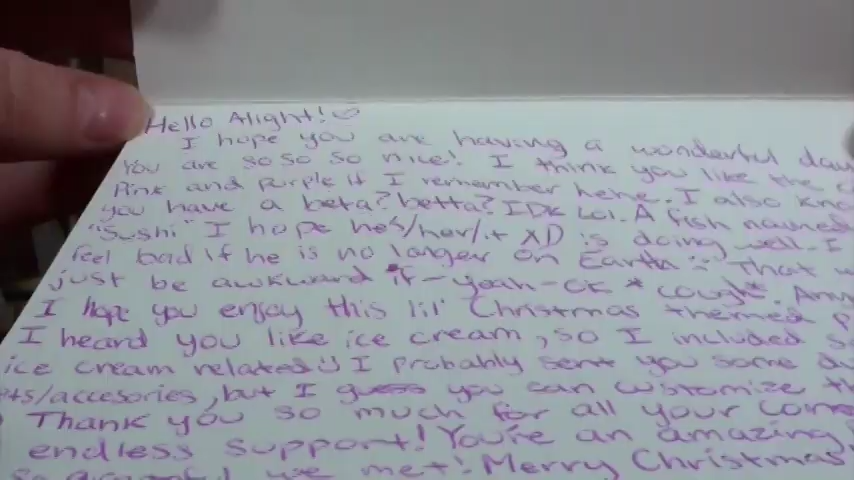 Hello Alight! ♡
I hope you are having a wonderful day
You are so so so nice! I think you like the
Pink and purple if I remember hehe. I also
you have a beta? betta? IDK Lol. A fish named
"Sushi" I hope he's/her/it XD is doing well. I
feel bad if he is no longer on Earth :: That
just be awkward if - yeah - ok * cough*.
I hope you enjoy this lil' Christmas themed
I heard you like ice cream, so I included
ice cream related :) I probably sent you some
/accesories, but I guess you can customize
Thank you so much for all your
endless support! You're an amazing
we met! Merry Christmas